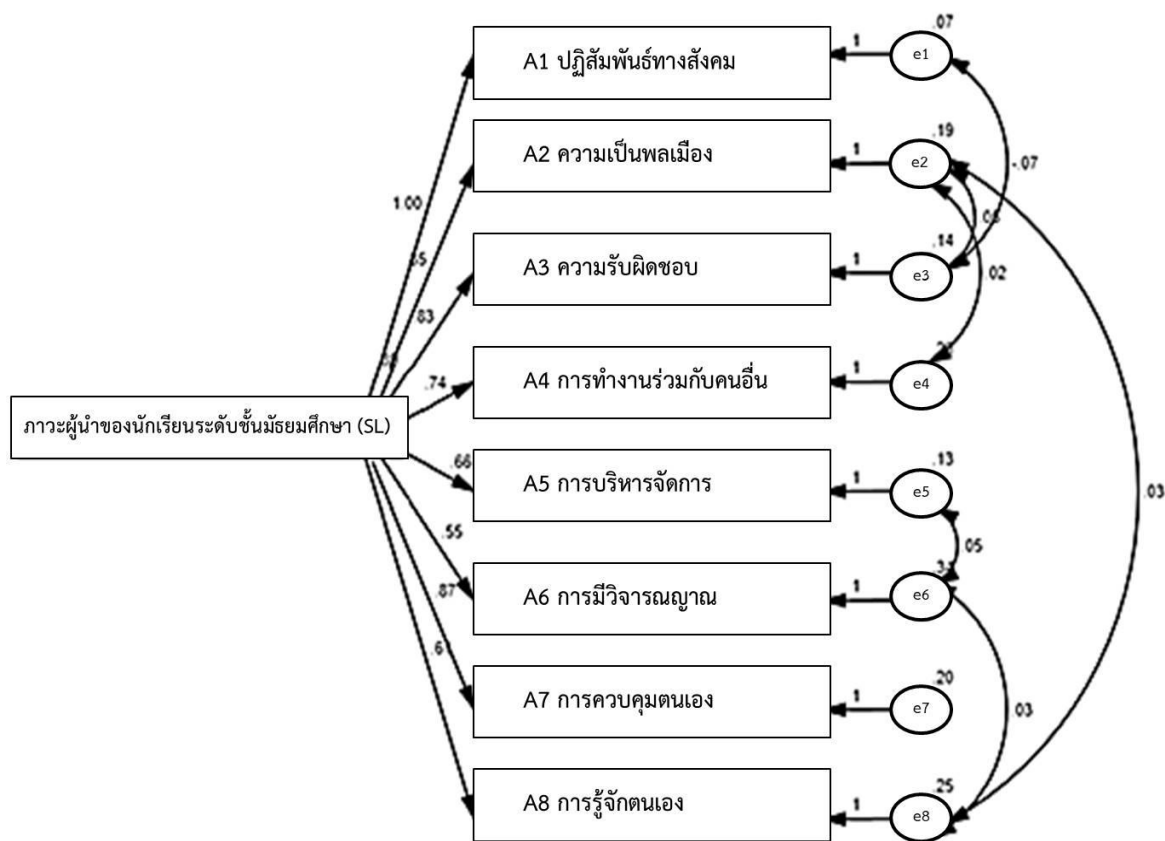 .07
A1 ปฏิสัมพันธ์ทางสังคม
1
e1
.19
A2 ความเป็นพลเมือง
1
e2
-.07
1.00
.14
A3 ความรับผิดชอบ
1
e3
.02
.83
A4 การทำงานร่วมกับคนอื่น
1
e4
.74
ภาวะผู้นำของนักเรียนระดับชั้นมัธยมศึกษา (SL)
.66
.13
A5 การบริหารจัดการ
1
e5
.03
.55
.05
A6 การมีวิจารณญาณ
1
e6
.87
.20
A7 การควบคุมตนเอง
1
e7
.03
.25
A8 การรู้จักตนเอง
1
e8